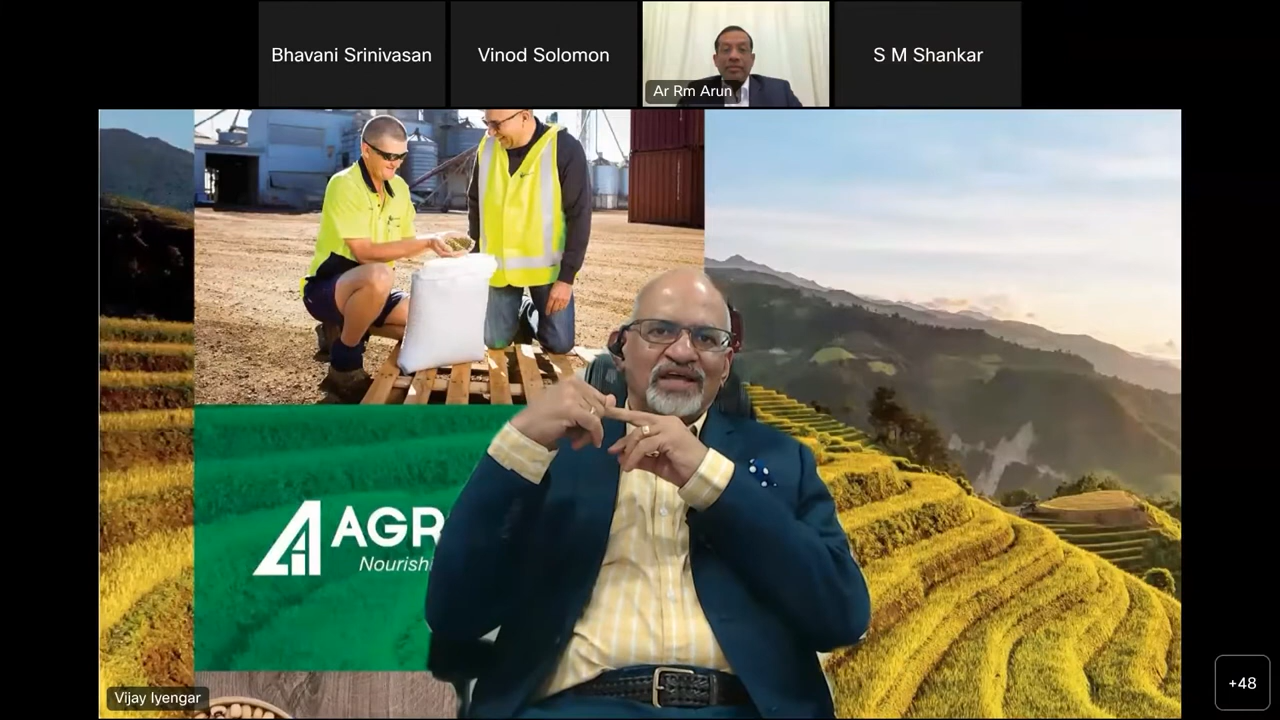 Bhavani Srinivasan
Vinod Solomon
Ar Rm Arun
S M Shankar
AGR
Nourishi
Vijay Iyengar
+48